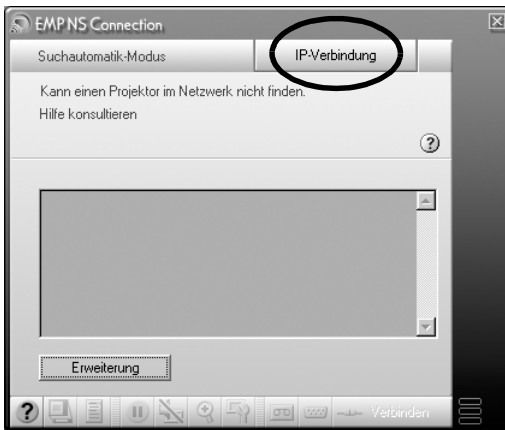 EMP NS Connection
Suchautomatik-Modus
IP-Verbindung
Kann einen Projektor im Netzwerk nicht finden.
Hilfe konsultieren
Erweiterung
Verbinden